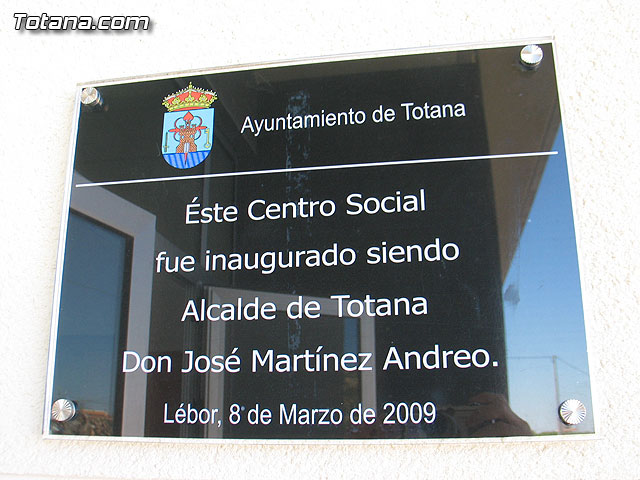 Totana.com
Ayuntamiento de Totana
Éste Centro Social
fue inaugurado siendo
Alcalde de Totana
Don José Martínez Andreo.
Lébor, 8 de Marzo de 2009